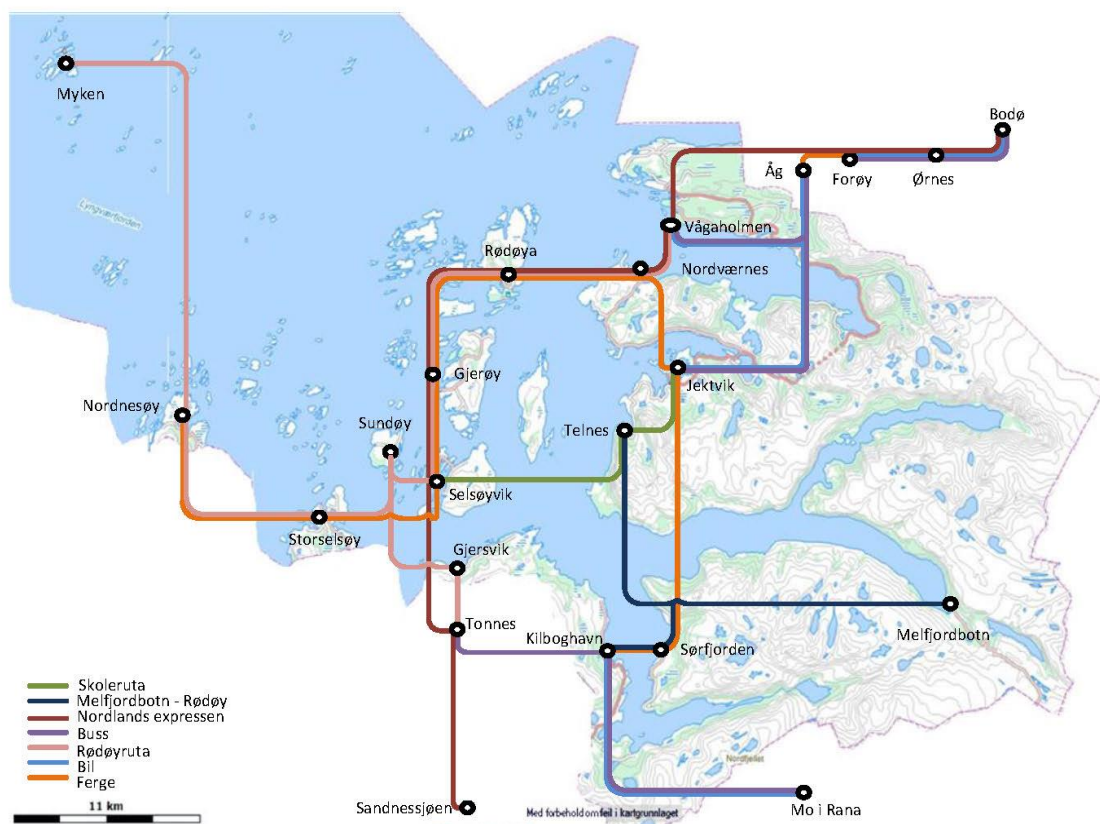 Myken
Lyngværfjorden
Bodø
Åg
Forøy
Ørnes
Vågaholmen
Rødøya
Nordværnes
Gjerøy
Jektvik
Nordnesøy
Sundøy
Telnes
Selsøyvik
Storselsøy
Gjersvik
Tonnes
Kilboghavn
Sørfjorden
Melfjordbotn
Skoleruta
Melfjordbotn - Rødøy
Nordlands expressen
Buss
Rødøyruta
Bil
Ferge
Nordfjellet
11 km
Sandnessjøen
Med forbehold om feil i kartgrunnlaget
Mo i Rana